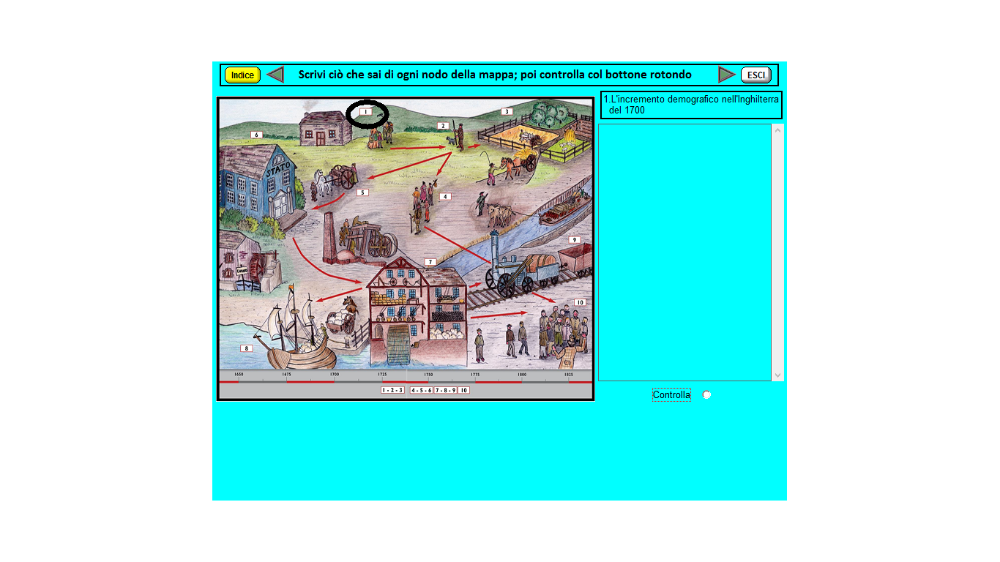 Indice
Scrivi ciò che sai di ogni nodo della mappa; poi controlla col bottone rotondo
ESCI
1.L'incremento demografico nell'Inghilterra
del 1700
1
2
3
6
STATO
5
4
9
7
10
8
1650
1675
1700
1725
1750
1775
1800
1825
1 - 2 - 3
4 - 5 - 6
7 - 8 - 9
10
Controlla